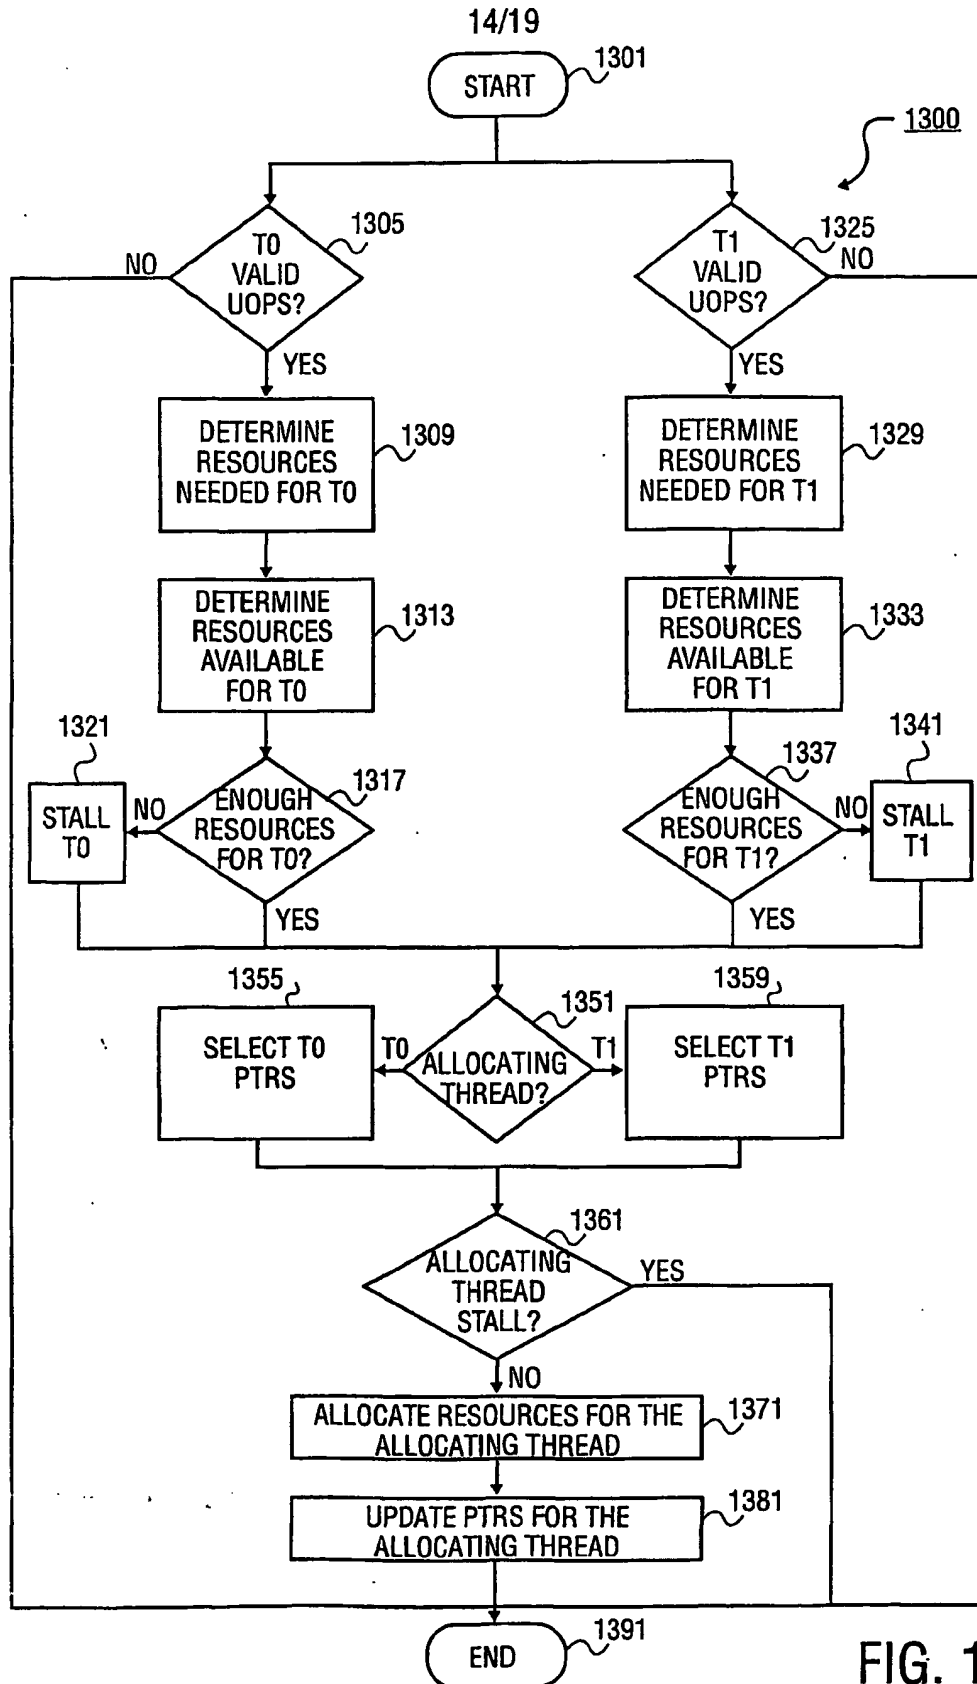 14/19
START
1301
1300
T0
VALID
UOPS?
1305
NO
YES
T1
VALID
UOPS?
1325
NO
YES
DETERMINE
RESOURCES
NEEDED FOR T0
1309
DETERMINE
RESOURCES
NEEDED FOR T1
1329
DETERMINE
RESOURCES
AVAILABLE
FOR T0
1313
DETERMINE
RESOURCES
AVAILABLE
FOR T1
1333
1321
STALL
T0
NO
ENOUGH
RESOURCES
FOR T0?
1317
YES
ENOUGH
RESOURCES
FOR T1?
1337
NO
YES
1341
STALL
T1
1355
SELECT T0
PTRS
T0
ALLOCATING
THREAD?
1351
T1
1359
SELECT T1
PTRS
ALLOCATING
THREAD
STALL?
1361
YES
NO
ALLOCATE RESOURCES FOR THE
ALLOCATING THREAD
1371
UPDATE PTRS FOR THE
ALLOCATING THREAD
1381
END
1391
FIG. 1